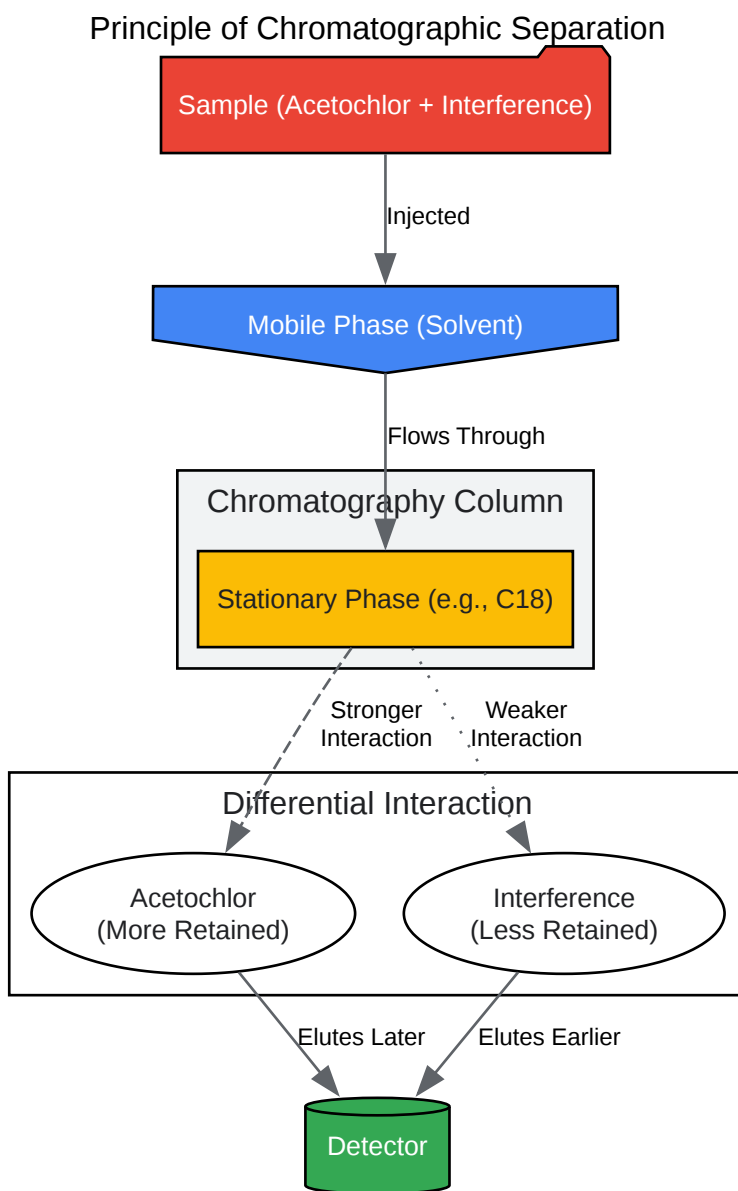 Principle of Chromatographic Separation
Sample (Acetochlor + Interference)
Injected
Mobile Phase (Solvent)
Flows Through
Chromatography Column
Stationary Phase (e.g., C18)
Stronger
Interaction
Weaker
Interaction
Differential Interaction
Acetochlor
(More Retained)
Interference
(Less Retained)
Elutes Later
Elutes Earlier
Detector